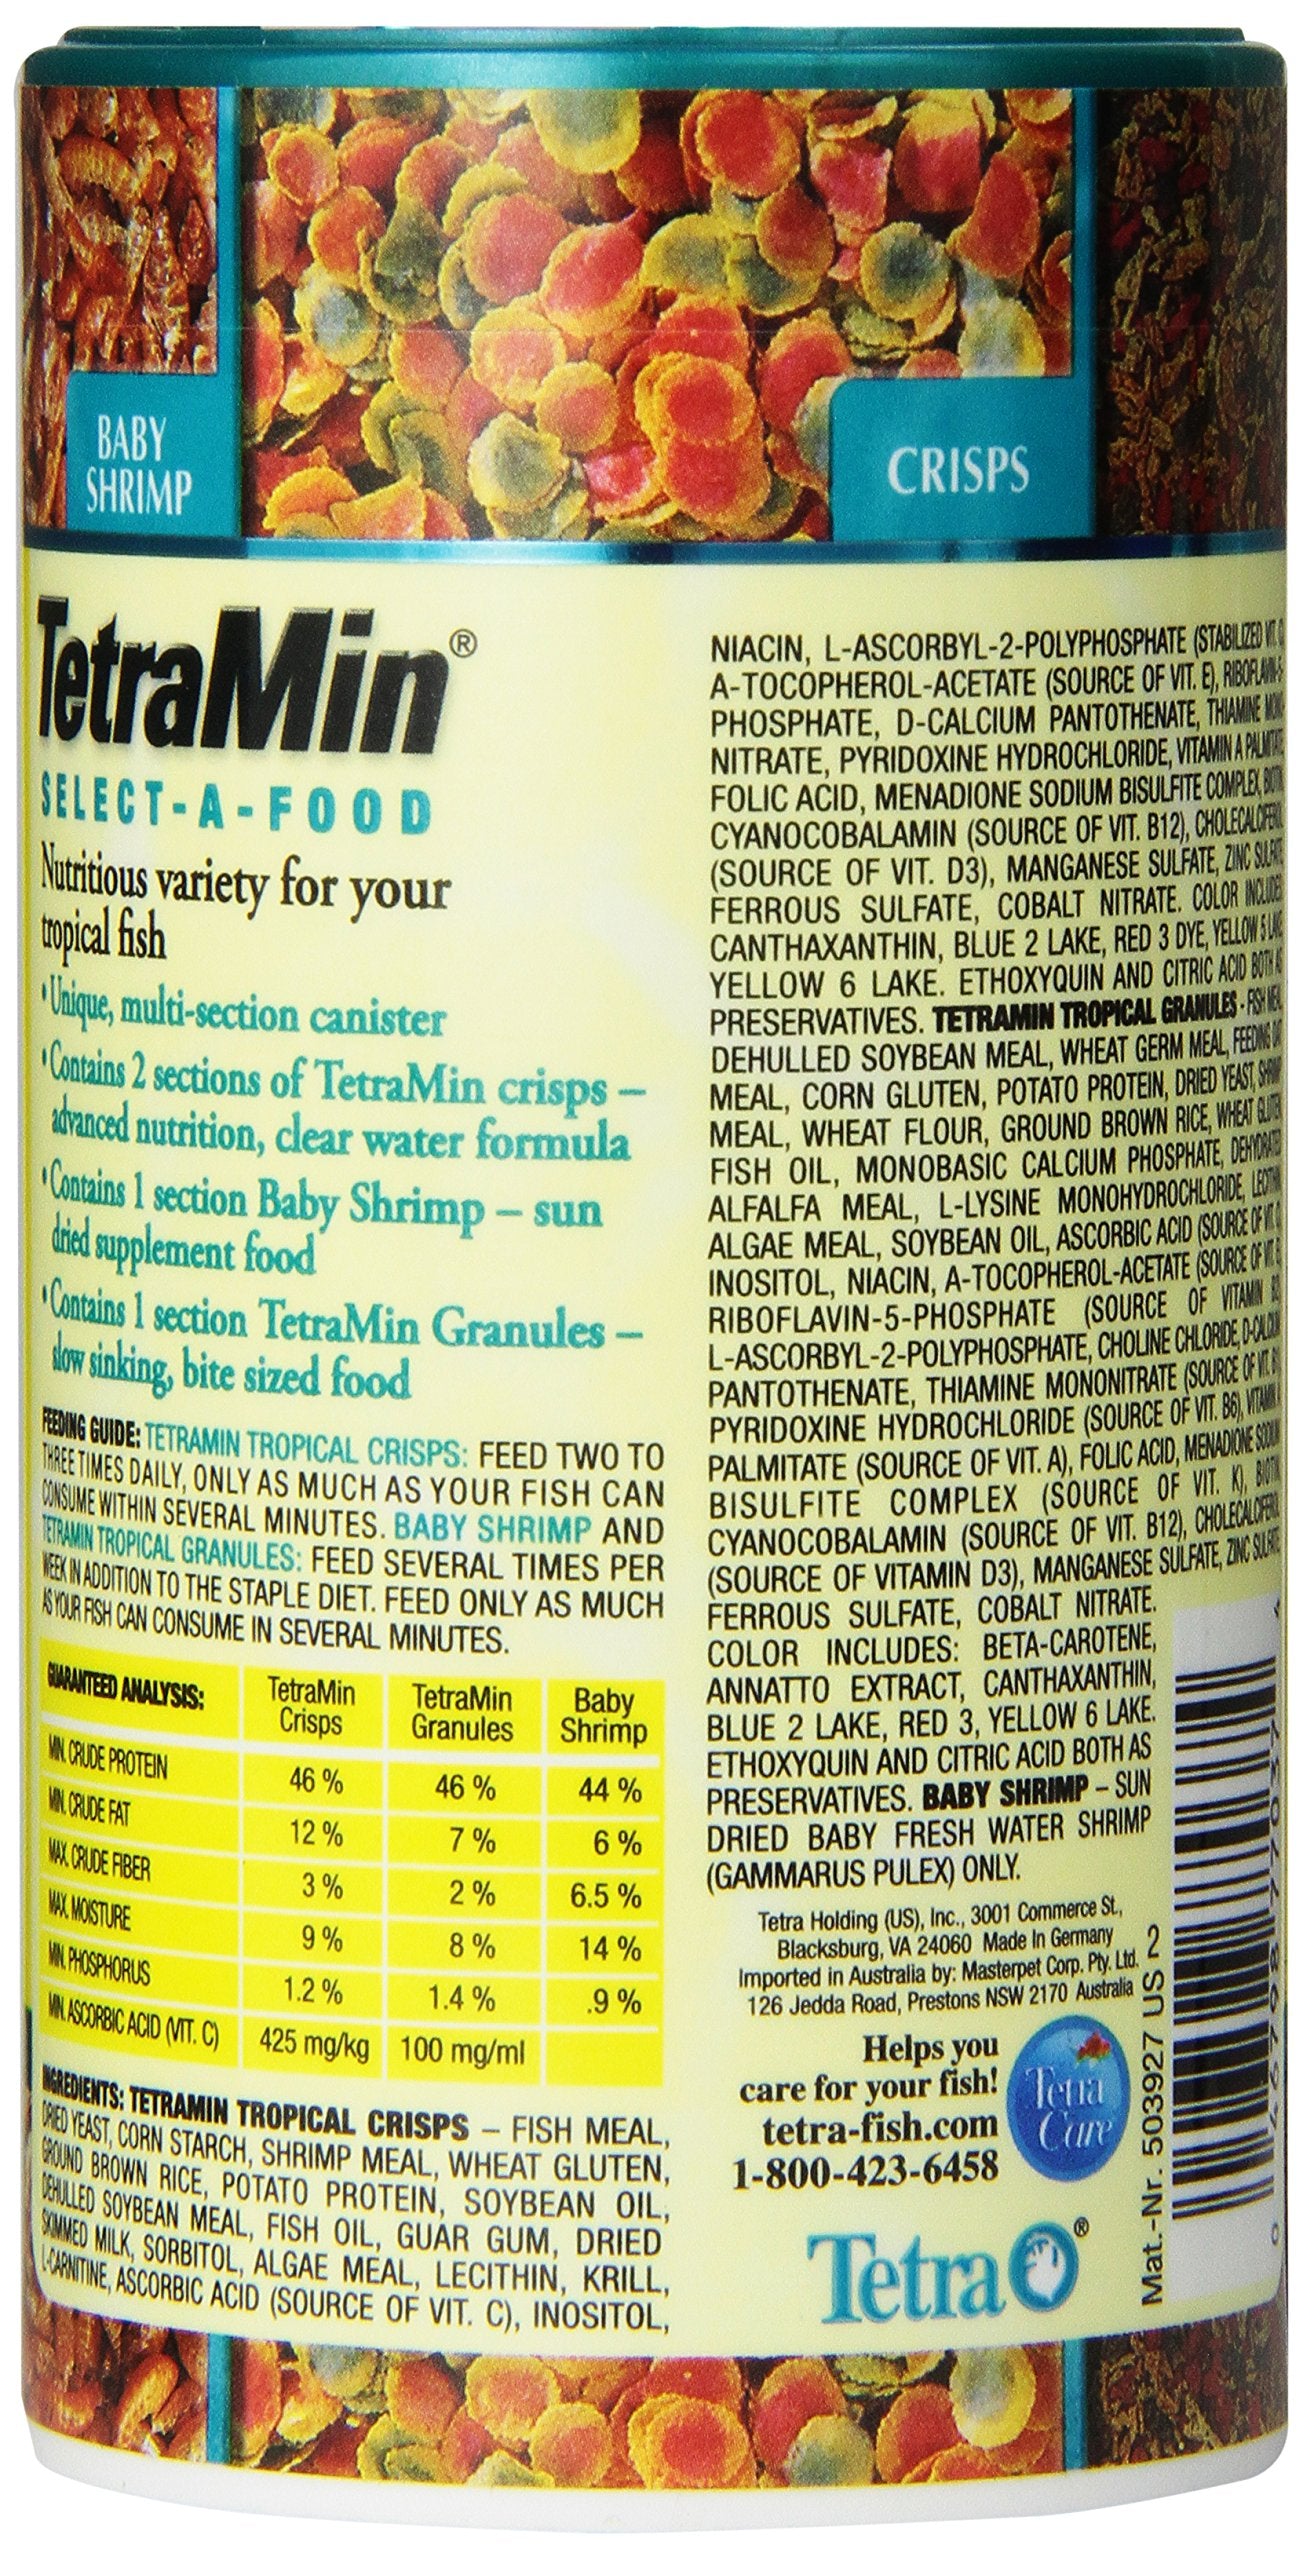 BABY
SHRIMP
CRISPS
TetraMin®
SELECT-A-FOOD
Nutritious variety for your
tropical fish
•Unique, multi-section canister
•Contains 2 sections of TetraMin crisps –
advanced nutrition, clear water formula
•Contains 1 section Baby Shrimp – sun
dried supplement food
•Contains 1 section TetraMin Granules –
slow sinking, bite sized food
FEEDING GUIDE: TETRAMIN TROPICAL CRISPS: FEED TWO TO
THREE TIMES DAILY, ONLY AS MUCH AS YOUR FISH CAN
CONSUME WITHIN SEVERAL MINUTES. BABY SHRIMP AND
TETRAMIN TROPICAL GRANULES: FEED SEVERAL TIMES PER
WEEK IN ADDITION TO THE STAPLE DIET. FEED ONLY AS MUCH
AS YOUR FISH CAN CONSUME IN SEVERAL MINUTES.
GUARANTEED ANALYSIS: TetraMin Crisps TetraMin Granules Baby Shrimp
MIN. CRUDE PROTEIN 46 % 46 % 44 %
MIN. CRUDE FAT 12 % 7 % 6 %
MAX. CRUDE FIBER 3 % 2 % 6.5 %
MAX. MOISTURE 9 % 8 % 14 %
MIN. PHOSPHORUS 1.2 % 1.4 % .9 %
MIN. ASCORBIC ACID (VIT. C) 425 mg/kg 100 mg/ml
INGREDIENTS: TETRAMIN TROPICAL CRISPS – FISH MEAL,
DRIED YEAST, CORN STARCH, SHRIMP MEAL, WHEAT GLUTEN,
GROUND BROWN RICE, POTATO PROTEIN, SOYBEAN OIL,
DEHULLED SOYBEAN MEAL, FISH OIL, GUAR GUM, DRIED
SKIMMED MILK, SORBITOL, ALGAE MEAL, LECITHIN, KRILL,
L-CARNITINE, ASCORBIC ACID (SOURCE OF VIT. C), INOSITOL,
NIACIN, L-ASCORBYL-2-POLYPHOSPHATE (STABILIZED VIT. C)
A-TOCOPHEROL-ACETATE (SOURCE OF VIT. E), RIBOFLAVIN-5-
PHOSPHATE, D-CALCIUM PANTOTHENATE, THIAMINE MONO
NITRATE, PYRIDOXINE HYDROCHLORIDE, VITAMIN A PALMITATE
FOLIC ACID, MENADIONE SODIUM BISULFITE COMPLEX, BIOTIN
CYANOCOBALAMIN (SOURCE OF VIT. B12), CHOLECALCIFEROL
(SOURCE OF VIT. D3), MANGANESE SULFATE, ZINC SULFATE
FERROUS SULFATE, COBALT NITRATE. COLOR INCLUDES
CANTHAXANTHIN, BLUE 2 LAKE, RED 3 DYE, YELLOW 5 LAKE
YELLOW 6 LAKE. ETHOXYQUIN AND CITRIC ACID BOTH AS
PRESERVATIVES. TETRAMIN TROPICAL GRANULES - FISH MEAL
DEHULLED SOYBEAN MEAL, WHEAT GERM MEAL, FEEDING OAT
MEAL, CORN GLUTEN, POTATO PROTEIN, DRIED YEAST, SHRIMP
MEAL, WHEAT FLOUR, GROUND BROWN RICE, WHEAT GLUTEN
FISH OIL, MONOBASIC CALCIUM PHOSPHATE, DEHYDRATED
ALFALFA MEAL, L-LYSINE MONOHYDROCHLORIDE, LECITHIN
ALGAE MEAL, SOYBEAN OIL, ASCORBIC ACID (SOURCE OF VIT. C)
INOSITOL, NIACIN, A-TOCOPHEROL-ACETATE (SOURCE OF VIT. E)
RIBOFLAVIN-5-PHOSPHATE (SOURCE OF VITAMIN
L-ASCORBYL-2-POLYPHOSPHATE, CHOLINE CHLORIDE, D-CALCIUM
PANTOTHENATE, THIAMINE MONONITRATE (SOURCE OF VIT.
PYRIDOXINE HYDROCHLORIDE (SOURCE OF VIT. B6), VITAMIN A
PALMITATE (SOURCE OF VIT. A), FOLIC ACID, MENADIONE SODIUM
BISULFITE COMPLEX (SOURCE OF VIT. K), BIOTIN
CYANOCOBALAMIN (SOURCE OF VIT. B12), CHOLECALCIFEROL
(SOURCE OF VITAMIN D3), MANGANESE SULFATE, ZINC SULFATE
FERROUS SULFATE, COBALT NITRATE.
COLOR INCLUDES: BETA-CAROTENE,
ANNATTO EXTRACT, CANTHAXANTHIN,
BLUE 2 LAKE, RED 3, YELLOW 6 LAKE.
ETHOXYQUIN AND CITRIC ACID BOTH AS
PRESERVATIVES. BABY SHRIMP – SUN
DRIED BABY FRESH WATER SHRIMP
(GAMMARUS PULEX) ONLY.
Tetra Holding (US), Inc., 3001 Commerce St.,
Blacksburg, VA 24060 Made In Germany
Imported in Australia by: Masterpet Corp. Pty. Ltd.
126 Jedda Road, Prestons NSW 2170 Australia
Helps you
care for your fish!
tetra-fish.com
1-800-423-6458
Tetra
Care
Tetra®
Mat.-Nr. 503927 US 2